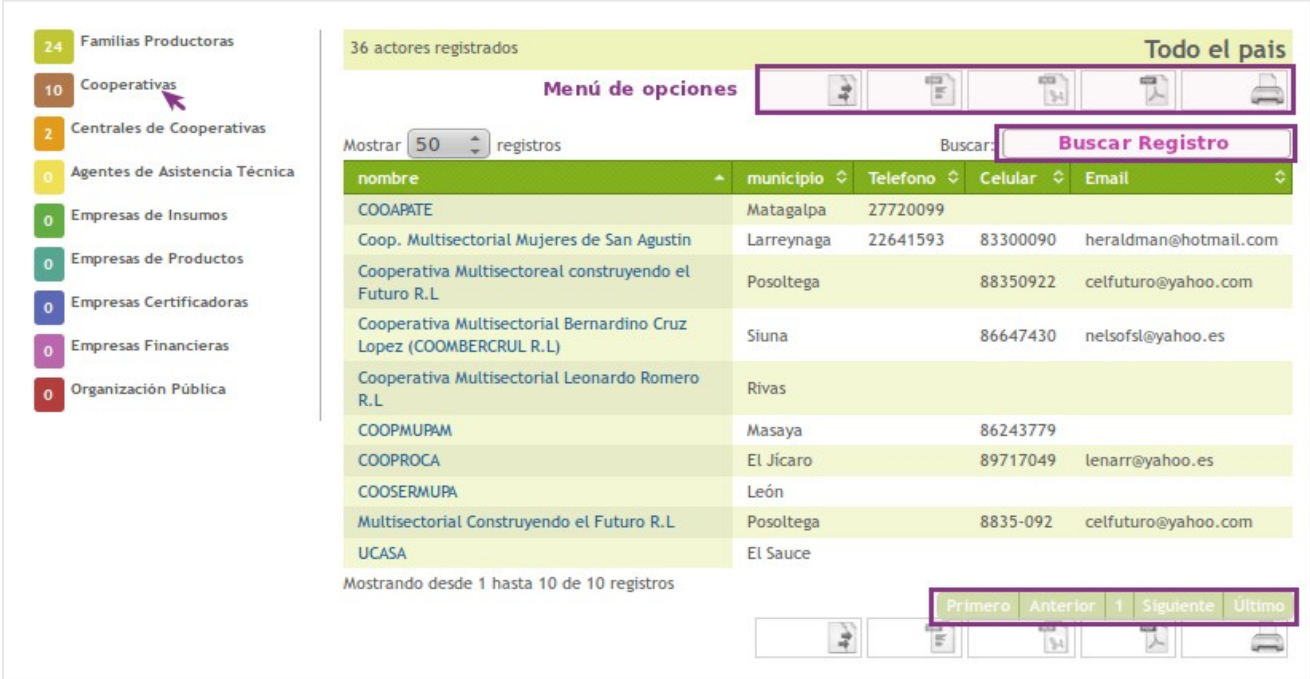 24 Familias Productoras
10 Cooperativas
2 Centrales de Cooperativas
0 Agentes de Asistencia Técnica
0 Empresas de Insumos
0 Empresas de Productos
0 Empresas Certificadoras
0 Empresas Financieras
0 Organización Pública
36 actores registrados Todo el pais
Menú de opciones
Mostrar 50 registros Buscar: Buscar Registro
nombre municipio Telefono Celular Email
COOAPATE Matagalpa 27720099
Coop. Multisectorial Mujeres de San Agustin Larreynaga 22641593 83300090 heraldman@hotmail.com
Cooperativa Multisectoreal construyendo el
Futuro R.L Posoltega 88350922 celfuturo@yahoo.com
Cooperativa Multisectorial Bernardino Cruz
Lopez (COOMBERCRUL R.L) Siuna 86647430 nelsofsl@yahoo.es
Cooperativa Multisectorial Leonardo Romero
R.L Rivas
COOPMUPAM Masaya 86243779
COOPROCA El Jícaro 89717049 lenarr@yahoo.es
COOSERMUPA León
Multisectorial Construyendo el Futuro R.L Posoltega 8835-092 celfuturo@yahoo.com
UCASA El Sauce
Mostrando desde 1 hasta 10 de 10 registros
Primero Anterior 1 Siguiente Último